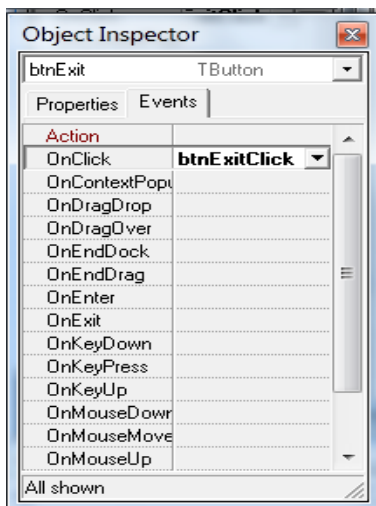 Object Inspector
btnExit TButton
Properties Events
Action
OnClick btnExitClick
OnContextPopu
OnDragDrop
OnDragOver
OnEndDock
OnEndDrag
OnEnter
OnExit
OnKeyDown
OnKeyPress
OnKeyUp
OnMouseDowr
OnMouseMove
OnMouseUp
All shown